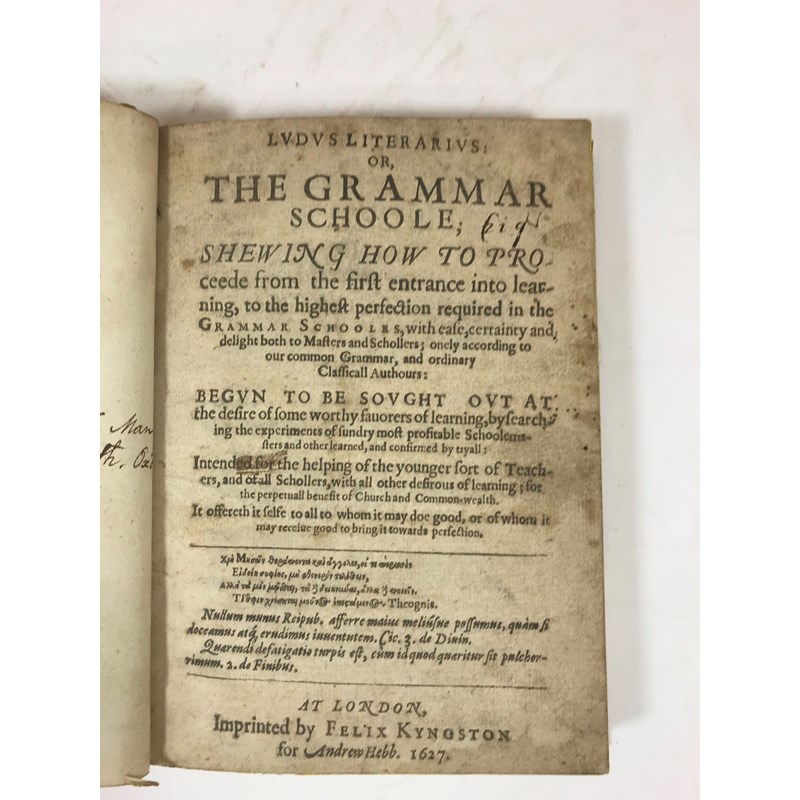 LVDVS LITERARIVS;
OR,
THE GRAMMAR
SCHOOLE;
SHEWING HOW TO PRO-
ceede from the firſt entrance into lear-
ning, to the higheſt perfection required in the
GRAMMAR SCHOOLES, with eaſe, certainty and
delight both to Maſters and Schollers; onely according to
our common Grammar, and ordinary
Claſſicall Authours:
BEGVN TO BE SOVGHT OVT AT
the deſire of ſome worthy fauorers of learning, by ſearch-
ing the experiments of ſundry moſt profitable Schoolema-
ſters and other learned, and confirmed by tryall:
Intended for the helping of the younger ſort of Teach-
ers, and of all Schollers, with all other deſirous of learning; for
the perpetuall benefit of Church and Common-wealth.
It offereth it ſelfe to all to whom it may doe good, or of whom it
may receiue good to bring it towards perfection.
Theognis.
Nullum munus Reipub. afferre maius meliúſue poſſumus, quàm ſi
doceamus atq, erudimus iuuentutem. Cic. 3. de Diuin.
Quarendi defatigatio turpis eſt, cùm id quod quæritur ſit pulcher-
rimum. 2. de Finibus.
AT LONDON,
Imprinted by FELIX KYNGSTON
for Andrew Hebb. 1627.
Man